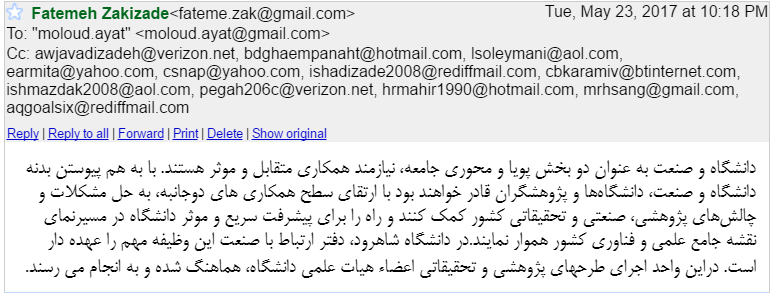 Fatemeh Zakizade<fateme.zak@gmail.com> Tue, May 23, 2017 at 10:18 PM
To: "moloud.ayat" <moloud.ayat@gmail.com>
Cc: awjavadizadeh@verizon.net, bdghaempanaht@hotmail.com, lsoleymani@aol.com,
earmita@yahoo.com, csnap@yahoo.com, ishadizade2008@rediffmail.com, cbkaramiv@btinternet.com,
ishmazdak2008@aol.com, pegah206c@verizon.net, hrmahir1990@hotmail.com, mrhsang@gmail.com,
aqgoalsix@rediffmail.com
Reply | Reply to all | Forward | Print | Delete | Show original
دانشگاه و صنعت به عنوان دو بخش پویا و محوری جامعه، نیازمند همکاری متقابل و موثر هستند. با به هم پیوستن بدنه
دانشگاه و صنعت، دانشگاه‌ها و پژوهشگران قادر خواهند بود با ارتقای سطح همکاری های دوجانبه، به حل مشکلات و
چالش‌های پژوهشی، صنعتی و تحقیقاتی کشور کمک کنند و راه را برای پیشرفت سریع و موثر دانشگاه در مسیرنمای
نقشه جامع علمی و فناوری کشور هموار نمایند.در دانشگاه شاهرود، دفتر ارتباط با صنعت این وظیفه مهم را عهده دار
است. دراین واحد اجرای طرحهای پژوهشی و تحقیقاتی اعضاء هیات علمی دانشگاه، هماهنگ شده و به انجام می رسند.